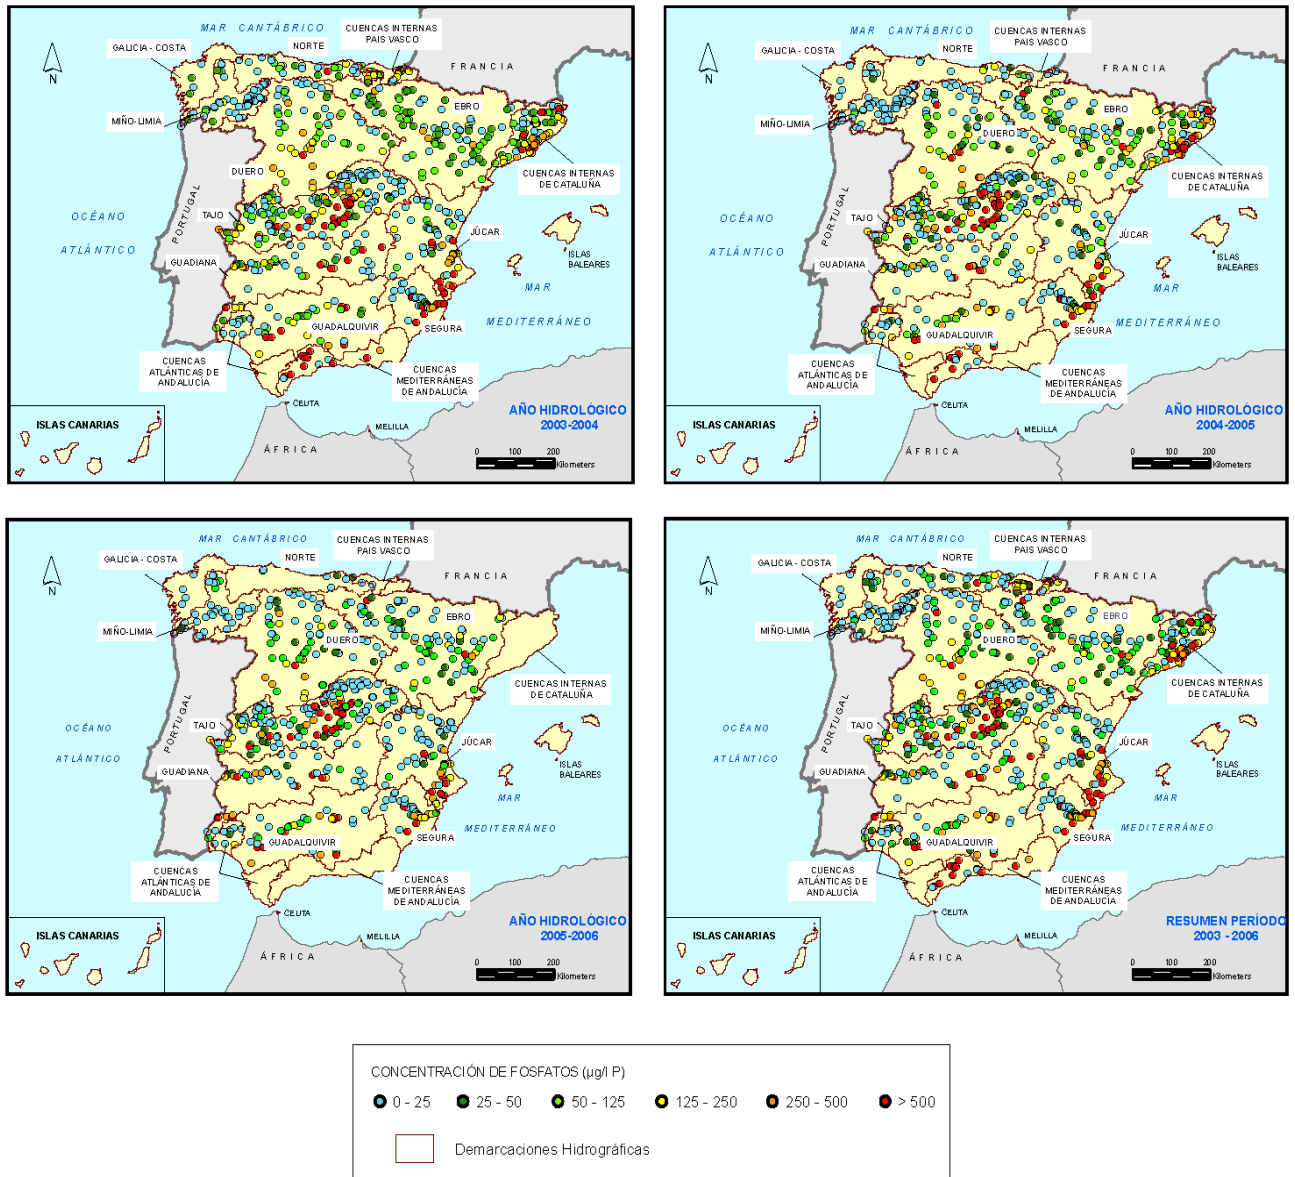 MAR CANTÁBRICO
CUENCAS INTERNAS
PAIS VASCO
GALICIA - COSTA
NORTE
FRANCIA
N
EBRO
MIÑO-LIMIA
DUERO
CUENCAS INTERNAS
DE CATALUÑA
PORTUGAL
OCÉANO
ATLÁNTICO
TAJO
JÚCAR
GUADIANA
ISLAS
BALEARES
MAR
MEDITERRÁNEO
GUADALQUIVIR
SEGURA
CUENCAS
ATLÁNTICAS DE
ANDALUCÍA
CUENCAS
MEDITERRÁNEAS
DE ANDALUCÍA
CEUTA
ISLAS CANARIAS
MELILLA
ÁFRICA
AÑO HIDROLÓGICO
2003-2004
0 100 200
Kilometers
MAR CANTÁBRICO
CUENCAS INTERNAS
PAIS VASCO
GALICIA - COSTA
NORTE
FRANCIA
N
EBRO
MIÑO-LIMIA
DUERO
CUENCAS INTERNAS
DE CATALUÑA
PORTUGAL
OCÉANO
ATLÁNTICO
TAJO
JÚCAR
GUADIANA
ISLAS
BALEARES
MAR
MEDITERRÁNEO
GUADALQUIVIR
SEGURA
CUENCAS
ATLÁNTICAS DE
ANDALUCÍA
CUENCAS
MEDITERRÁNEAS
DE ANDALUCÍA
CEUTA
ISLAS CANARIAS
MELILLA
ÁFRICA
AÑO HIDROLÓGICO
2004-2005
0 100 200
Kilometers
MAR CANTÁBRICO
CUENCAS INTERNAS
PAIS VASCO
GALICIA - COSTA
NORTE
FRANCIA
N
EBRO
MIÑO-LIMIA
DUERO
CUENCAS INTERNAS
DE CATALUÑA
PORTUGAL
OCÉANO
ATLÁNTICO
TAJO
JÚCAR
GUADIANA
ISLAS
BALEARES
MAR
MEDITERRÁNEO
GUADALQUIVIR
SEGURA
CUENCAS
ATLÁNTICAS DE
ANDALUCÍA
CUENCAS
MEDITERRÁNEAS
DE ANDALUCÍA
CEUTA
ISLAS CANARIAS
MELILLA
ÁFRICA
AÑO HIDROLÓGICO
2005-2006
0 100 200
Kilometers
MAR CANTÁBRICO
CUENCAS INTERNAS
PAIS VASCO
GALICIA - COSTA
NORTE
FRANCIA
N
EBRO
MIÑO-LIMIA
DUERO
CUENCAS INTERNAS
DE CATALUÑA
PORTUGAL
OCÉANO
ATLÁNTICO
TAJO
JÚCAR
GUADIANA
ISLAS
BALEARES
MAR
MEDITERRÁNEO
GUADALQUIVIR
SEGURA
CUENCAS
ATLÁNTICAS DE
ANDALUCÍA
CUENCAS
MEDITERRÁNEAS
DE ANDALUCÍA
CEUTA
ISLAS CANARIAS
MELILLA
ÁFRICA
RESUMEN PERÍODO
2003 - 2006
0 100 200
Kilometers
CONCENTRACIÓN DE FOSFATOS (µg/l P)
0 - 25 25 - 50 50 - 125 125 - 250 250 - 500 > 500
Demarcaciones Hidrográficas